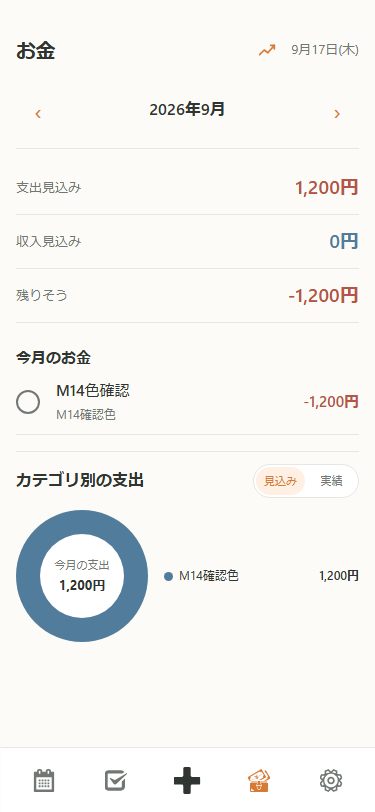 お金
9月17日(木)
‹ 2026年9月 ›
支出見込み 1,200円
収入見込み 0円
残りそう -1,200円
今月のお金
M14色確認
M14確認色
-1,200円
カテゴリ別の支出
見込み 実績
今月の支出
1,200円
M14確認色 1,200円